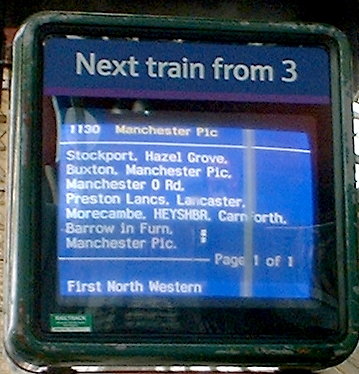 Next train from 3
1130 Manchester Pic
Stockport, Hazel Grove,
Buxton, Manchester Pic,
Manchester O Rd,
Preston Lancs, Lancaster,
Morecambe, HEYSHBR, Carnforth,
Barrow in Furn,
Manchester Pic.
Page 1 of 1
First North Western
RAILTRACK